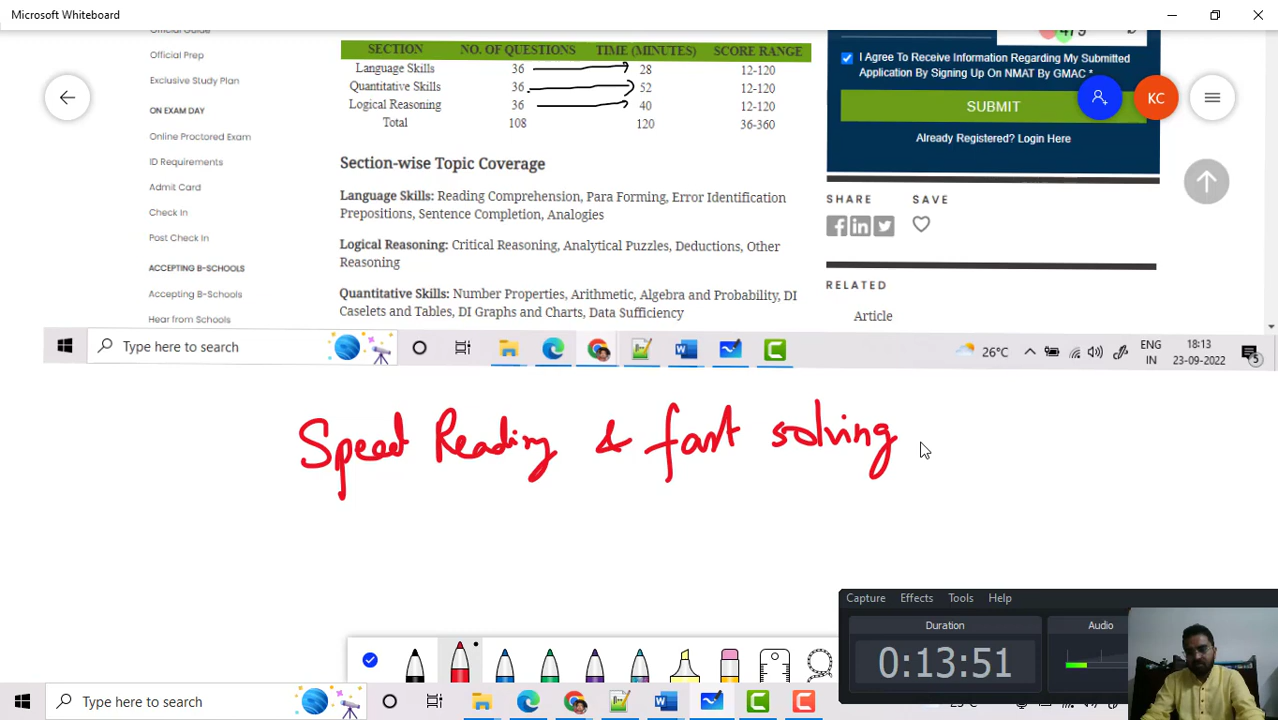 Microsoft Whiteboard
Official Prep
Exclusive Study Plan
ON EXAM DAY
Online Proctored Exam
ID Requirements
Admit Card
Check In
Post Check In
ACCEPTING B-SCHOOLS
Accepting B-Schools
Hear from Schools
SECTION NO. OF QUESTIONS TIME (MINUTES) SCORE RANGE
Language Skills 36 28 12-120
Quantitative Skills 36 52 12-120
Logical Reasoning 36 40 12-120
Total 108 120 36-360
Section-wise Topic Coverage
Language Skills: Reading Comprehension, Para Forming, Error Identification
Prepositions, Sentence Completion, Analogies
Logical Reasoning: Critical Reasoning, Analytical Puzzles, Deductions, Other
Reasoning
Quantitative Skills: Number Properties, Arithmetic, Algebra and Probability, DI
Caselets and Tables, DI Graphs and Charts, Data Sufficiency
I Agree To Receive Information Regarding My Submitted
Application By Signing Up On NMAT By GMAC *
SUBMIT
KC
Already Registered? Login Here
SHARE SAVE
RELATED
Article
Type here to search
26°C
ENG
IN
18:13
23-09-2022
5
Speed Reading & fast solving
Capture Effects Tools Help
Duration
Audio
0:13:51
Type here to search